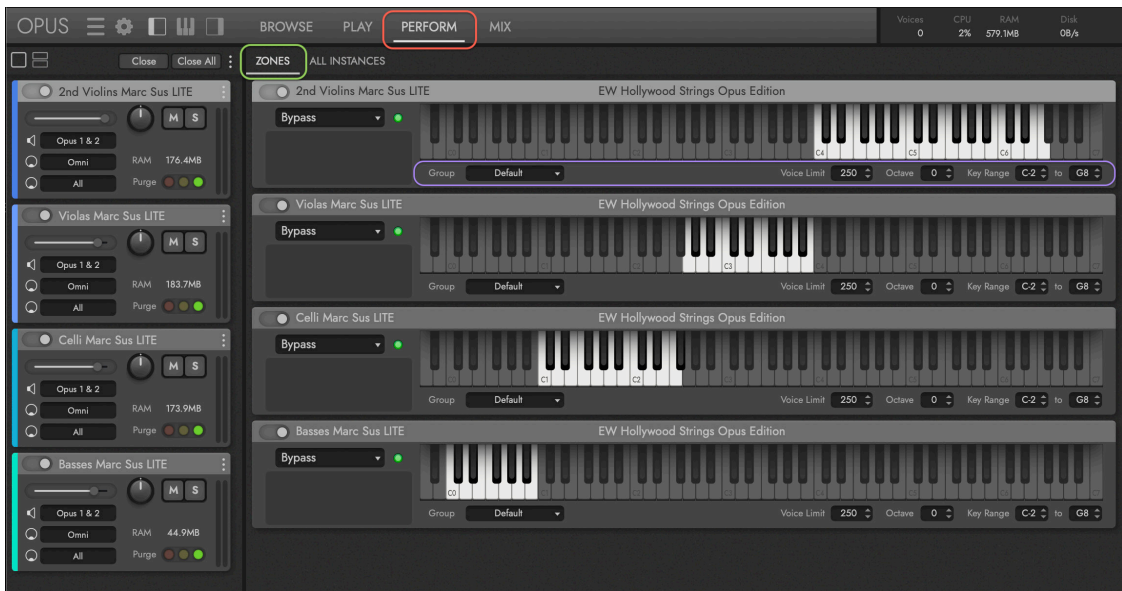 OPUS BROWSE PLAY PERFORM MIX Voices 0 CPU 2% RAM 579.1MB Disk 0B/s
Close Close All ZONES ALL INSTANCES
2nd Violins Marc Sus LITE
M S
Opus 1 & 2
Omni RAM 176.4MB
All Purge
Violas Marc Sus LITE
M S
Opus 1 & 2
Omni RAM 183.7MB
All Purge
Celli Marc Sus LITE
M S
Opus 1 & 2
Omni RAM 173.9MB
All Purge
Basses Marc Sus LITE
M S
Opus 1 & 2
Omni RAM 44.9MB
All Purge
2nd Violins Marc Sus LITE EW Hollywood Strings Opus Edition
Bypass
C4 C5 C6
Group Default Voice Limit 250 Octave 0 Key Range C-2 to G8
Violas Marc Sus LITE EW Hollywood Strings Opus Edition
Bypass
C3
Group Default Voice Limit 250 Octave 0 Key Range C-2 to G8
Celli Marc Sus LITE EW Hollywood Strings Opus Edition
Bypass
C1 C2
Group Default Voice Limit 250 Octave 0 Key Range C-2 to G8
Basses Marc Sus LITE EW Hollywood Strings Opus Edition
Bypass
C0
Group Default Voice Limit 250 Octave 0 Key Range C-2 to G8